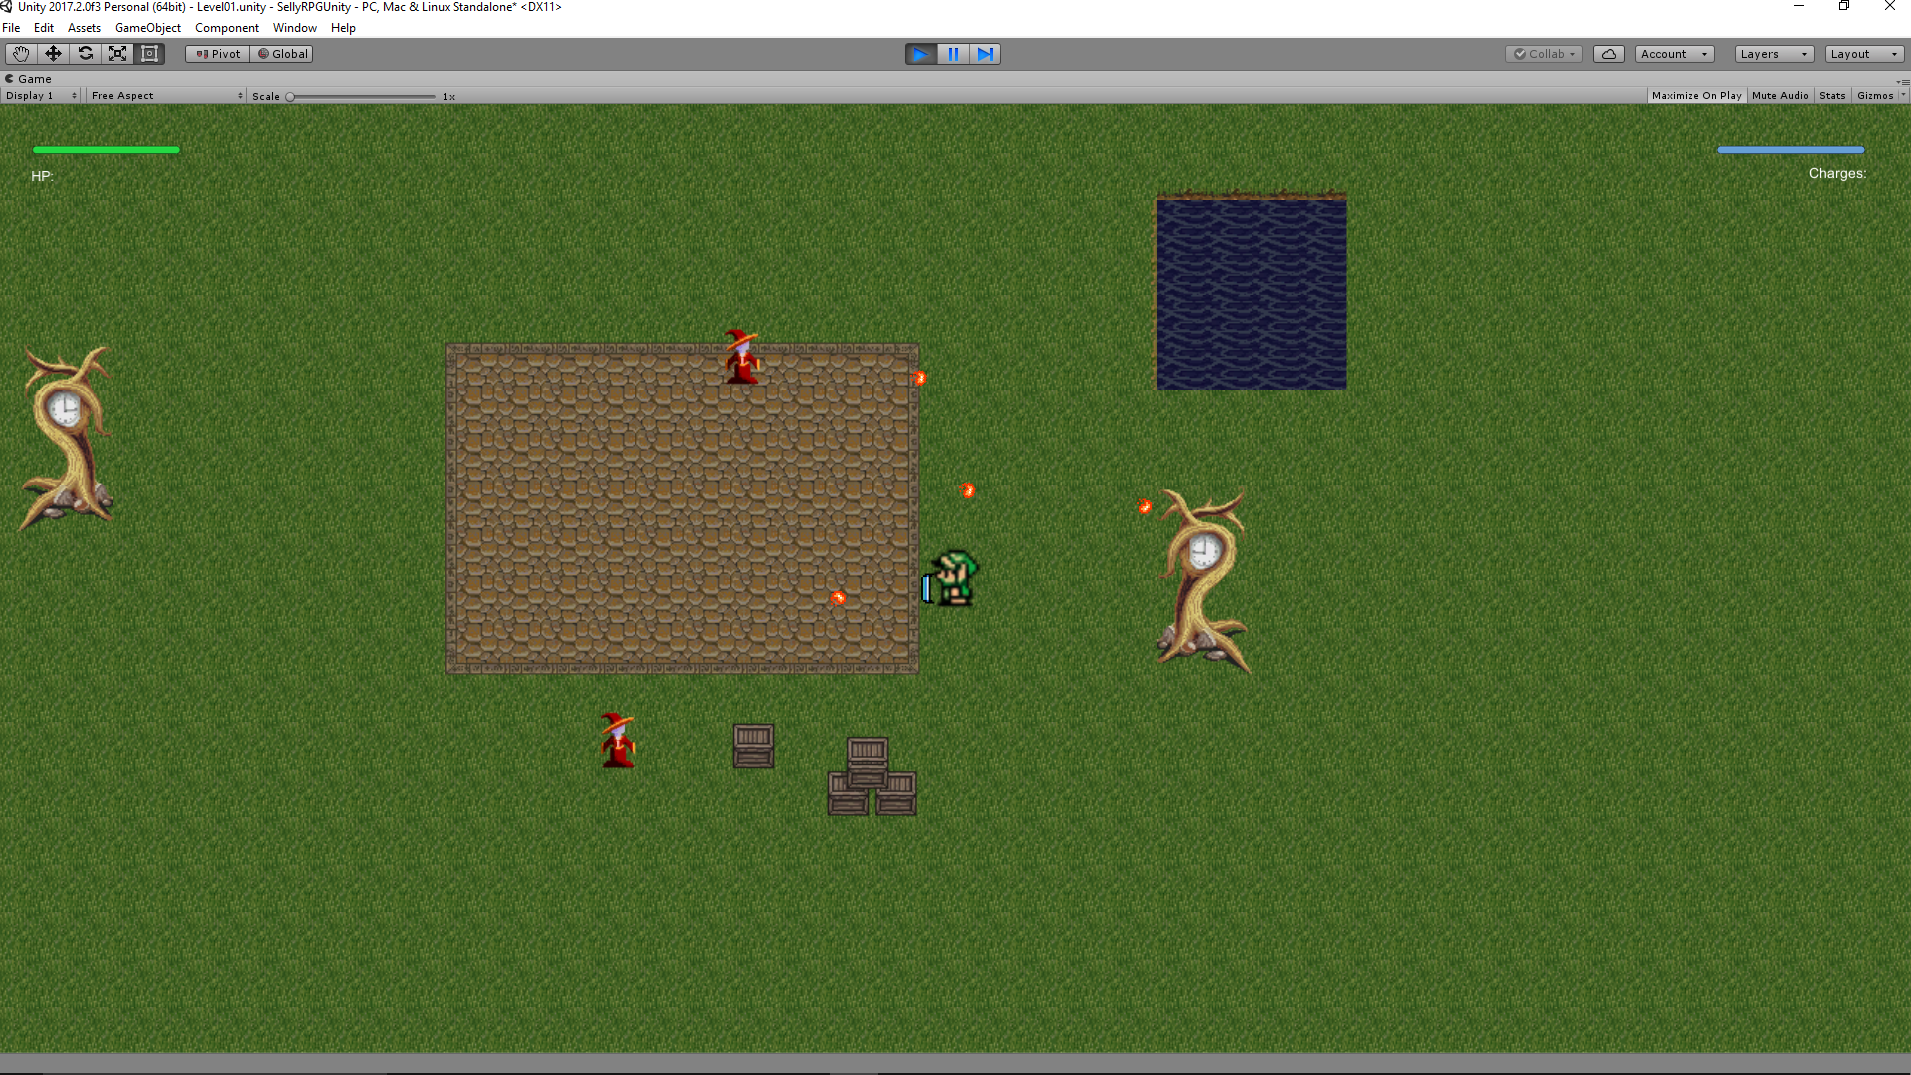 Unity 2017.2.0f3 Personal (64bit) - Level01.unity - SellyRPGUnity - PC, Mac & Linux Standalone* <DX11>
File Edit Assets GameObject Component Window Help
Pivot Global Collab Account Layers Layout
Game
Display 1 Free Aspect Scale 1x Maximize On Play Mute Audio Stats Gizmos
HP:
Charges: